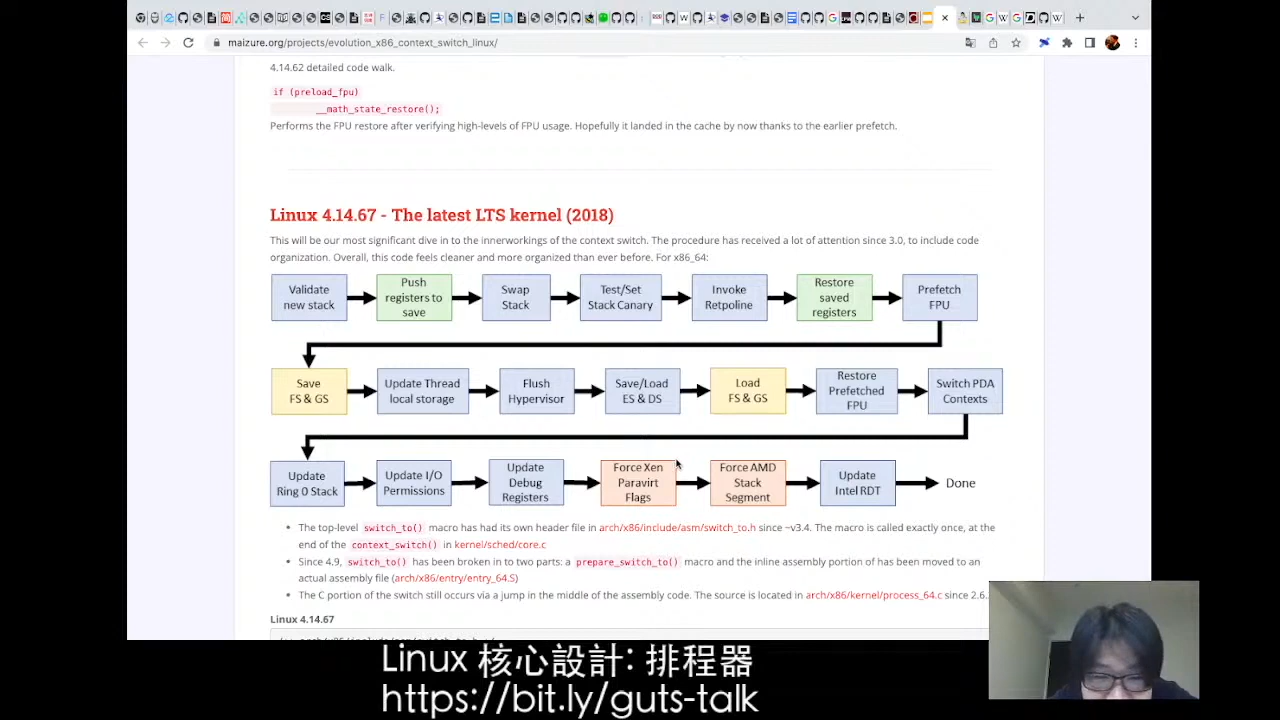 maizure.org/projects/evolution_x86_context_switch_linux/
4.14.62 detailed code walk.
if (preload_fpu)
__math_state_restore();
Performs the FPU restore after verifying high-levels of FPU usage. Hopefully it landed in the cache by now thanks to the earlier prefetch.
Linux 4.14.67 - The latest LTS kernel (2018)
This will be our most significant dive in to the innerworkings of the context switch. The procedure has received a lot of attention since 3.0, to include code
organization. Overall, this code feels cleaner and more organized than ever before. For x86_64:
Validate
new stack
Push
registers to
save
Swap
Stack
Test/Set
Stack Canary
Invoke
Retpoline
Restore
saved
registers
Prefetch
FPU
Save
FS & GS
Update Thread
local storage
Flush
Hypervisor
Save/Load
ES & DS
Load
FS & GS
Restore
Prefetched
FPU
Switch PDA
Contexts
Update
Ring 0 Stack
Update I/O
Permissions
Update
Debug
Registers
Force Xen
Paravirt
Flags
Force AMD
Stack
Segment
Update
Intel RDT
Done
• The top-level switch_to() macro has had its own header file in arch/x86/include/asm/switch_to.h since ~v3.4. The macro is called exactly once, at the
end of the context_switch() in kernel/sched/core.c
• Since 4.9, switch_to() has been broken in to two parts: a prepare_switch_to() macro and the inline assembly portion of has been moved to an
actual assembly file (arch/x86/entry/entry_64.S)
• The C portion of the switch still occurs via a jump in the middle of the assembly code. The source is located in arch/x86/kernel/process_64.c since 2.6.
Linux 4.14.67
Linux 核心設計: 排程器
https://bit.ly/guts-talk